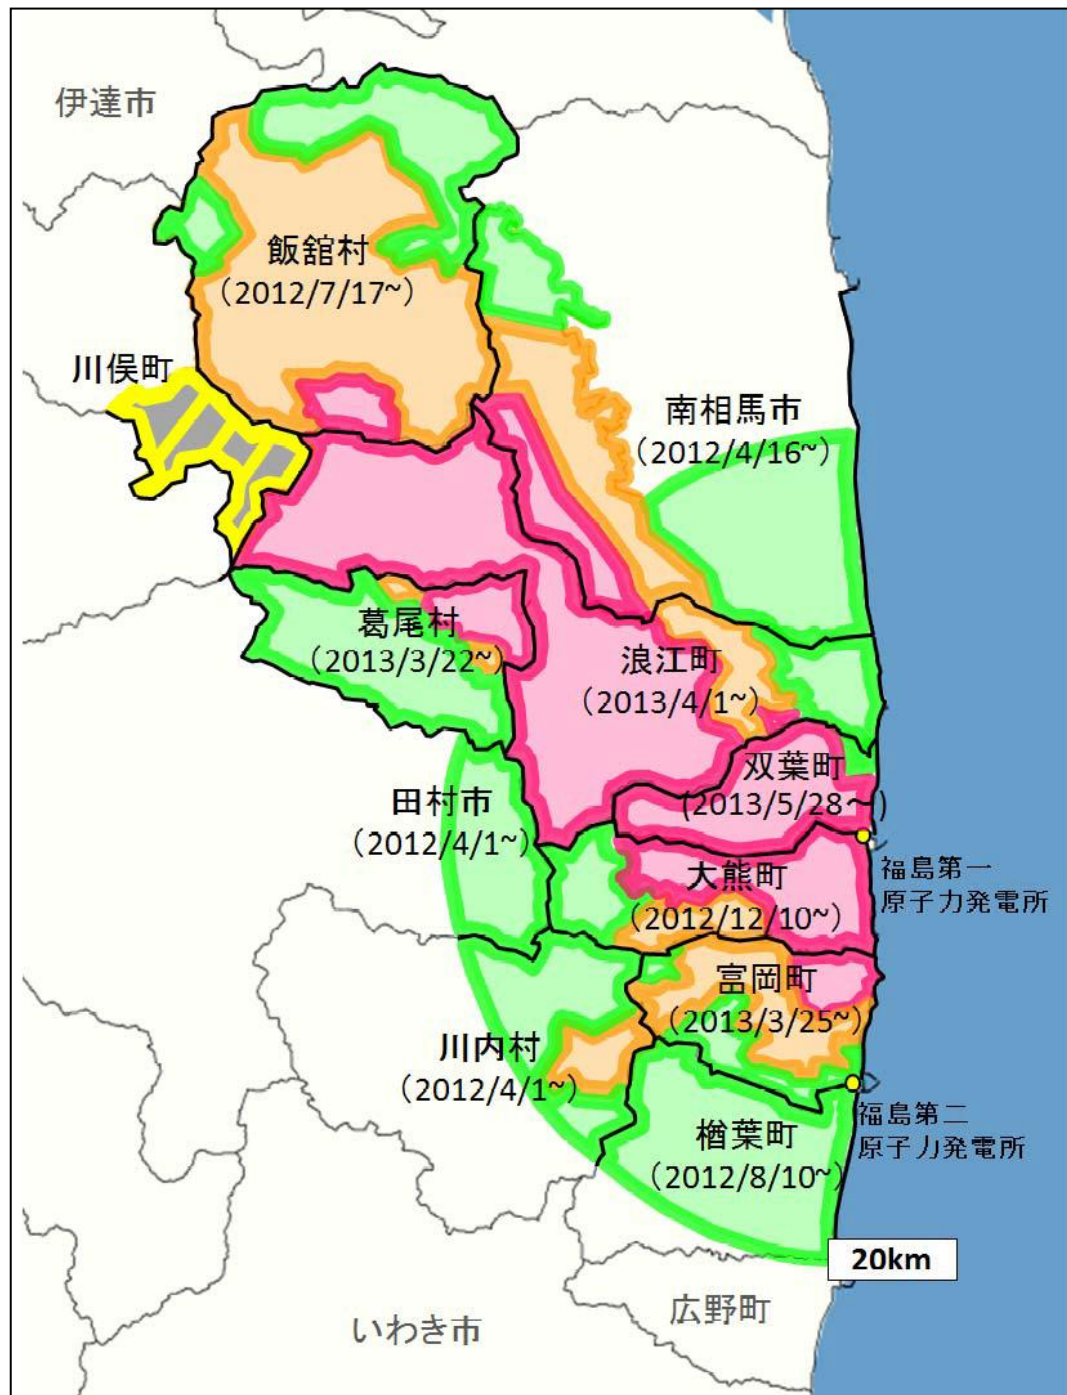 伊達市
飯舘村
（2012/7/17~）
川俣町
南相馬市
（2012/4/16~）
葛尾村
（2013/3/22~）
浪江町
（2013/4/1~）
双葉町
(2013/5/28～)
田村市
（2012/4/1~）
大熊町
（2012/12/10~）
福島第一
原子力発電所
富岡町
（2013/3/25~）
川内村
（2012/4/1~）
福島第二
原子力発電所
楢葉町
（2012/8/10~）
20km
広野町
いわき市